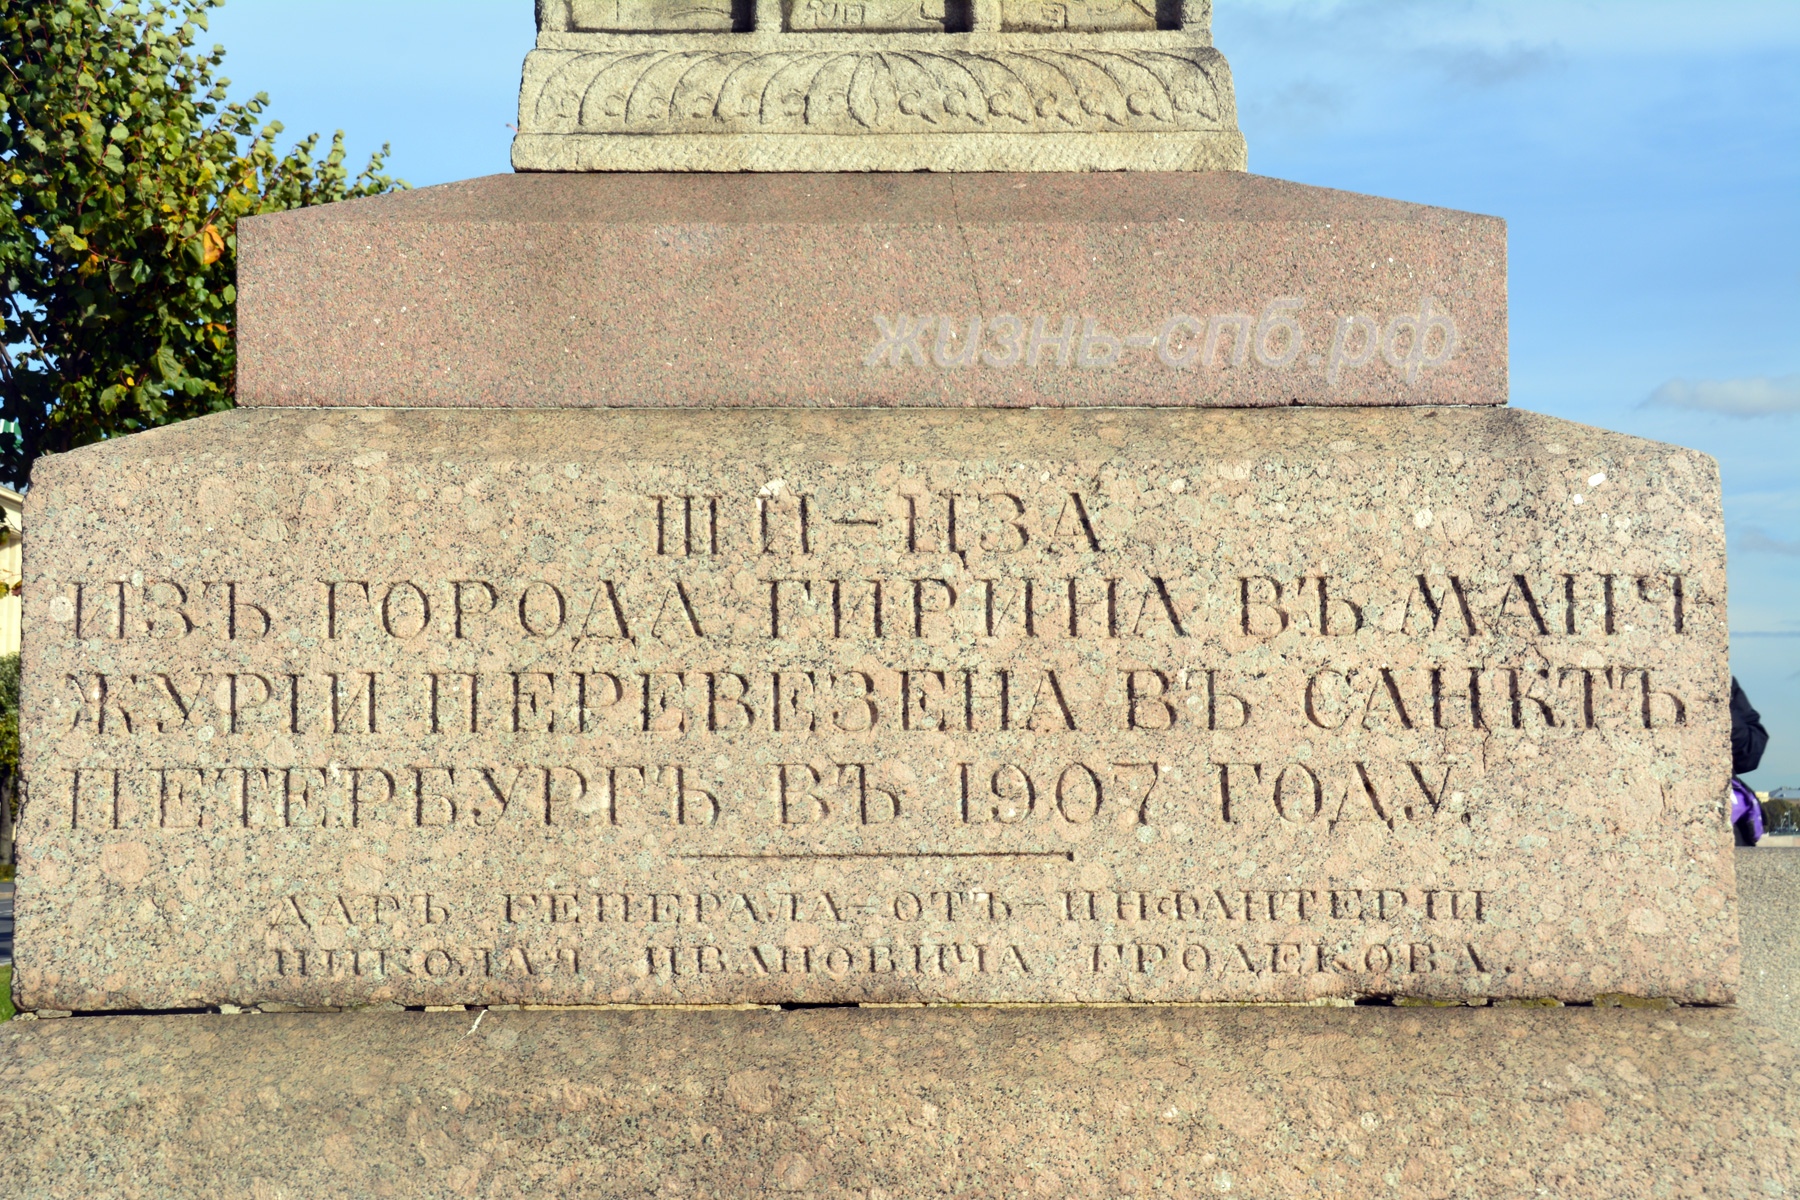 жизнь-спб.рф
ШИ-ЦЗА
ИЗЪ ГОРОДА ГИРИНА ВЪ МАНЧ
ЖУРІИ ПЕРЕВЕЗЕНА ВЪ САНКТЪ
ПЕТЕРБУРГЪ ВЪ 1907 ГОДУ.
ДАРЪ ГЕНЕРАЛА-ОТЪ-ИНФАНТЕРІИ
НИКОЛАЯ ИВАНОВИЧА ГРОДЕКОВА.